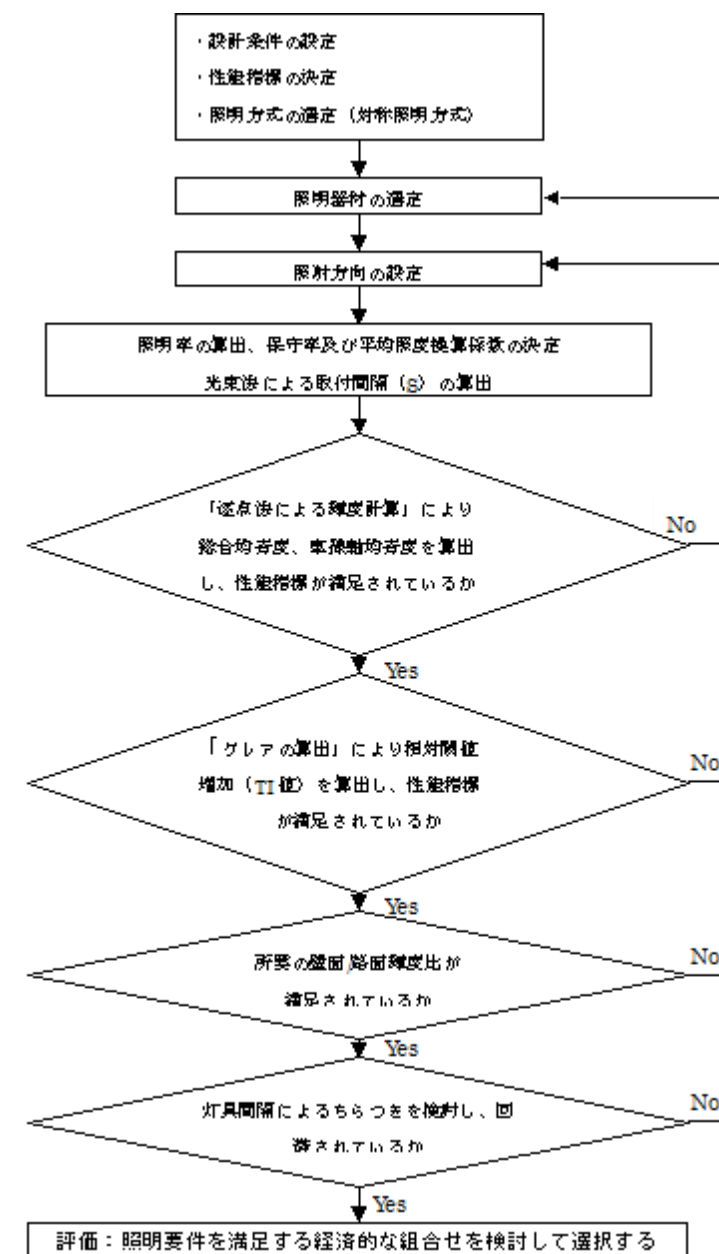 ・設計条件の設定
・性能指標の決定
・照明方式の選定（対称照明方式）
照明器材の選定
照射方向の設定
照明率の算出、保守率及び平均照度換算係数の決定
光束法による取付間隔（S）の算出
「逐点法による輝度計算」により
総合均斉度、車線軸均斉度を算出
し、性能指標が満足されているか
No
Yes
「グレアの算出」により相対閾値
増加（TI値）を算出し、性能指標
が満足されているか
No
Yes
所要の壁面/路面輝度比が
満足されているか
No
Yes
灯具間隔によるちらつきを検討し、回
避されているか
No
Yes
評価：照明要件を満足する経済的な組合せを検討して選択する